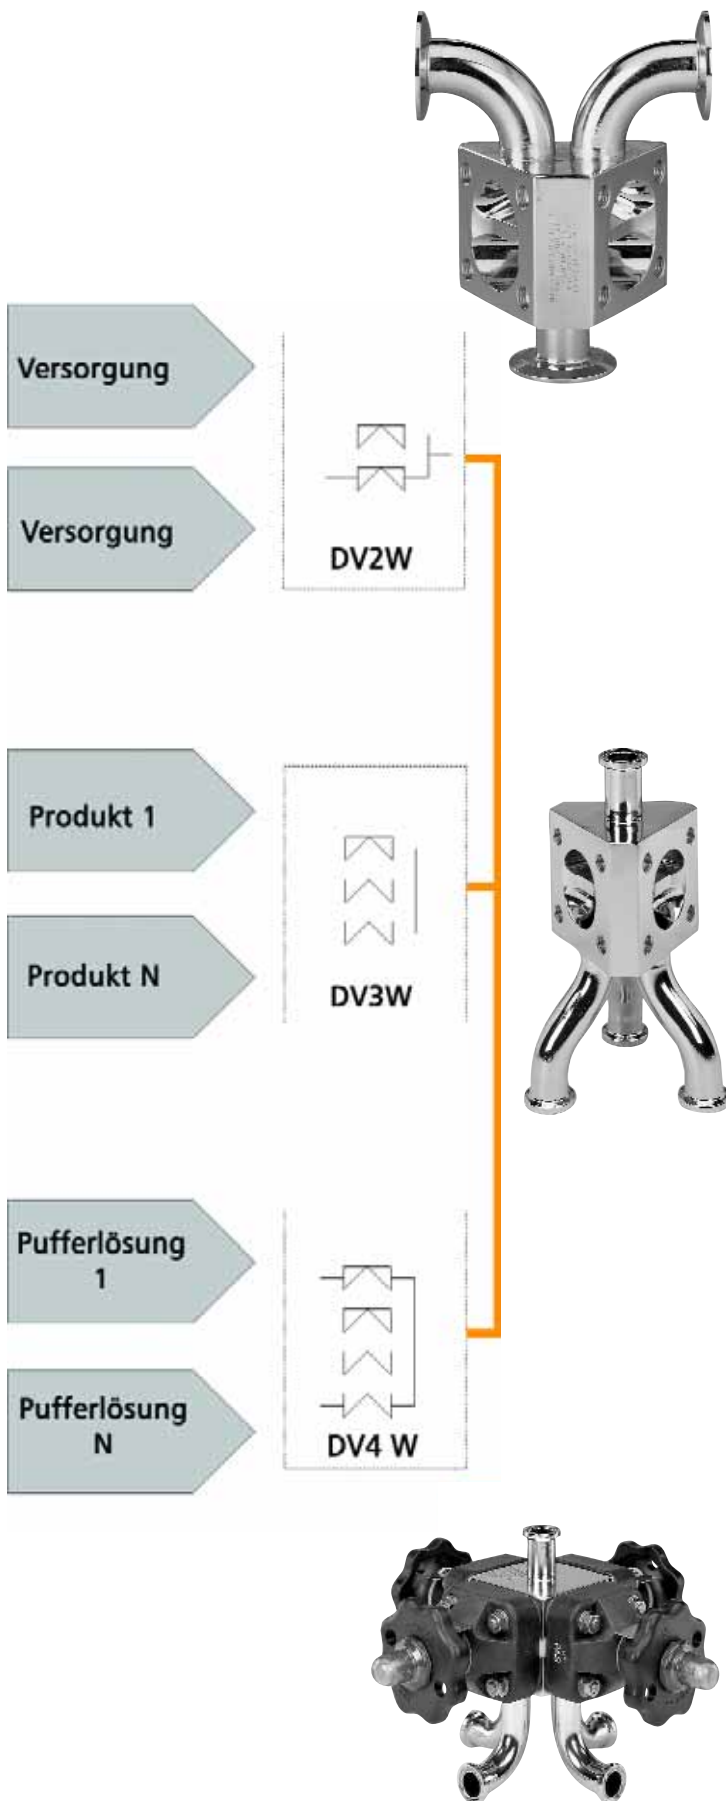 Versorgung
Versorgung
DV2W
Produkt 1
Produkt N
DV3W
Pufferlösung
1
Pufferlösung
N
DV4 W